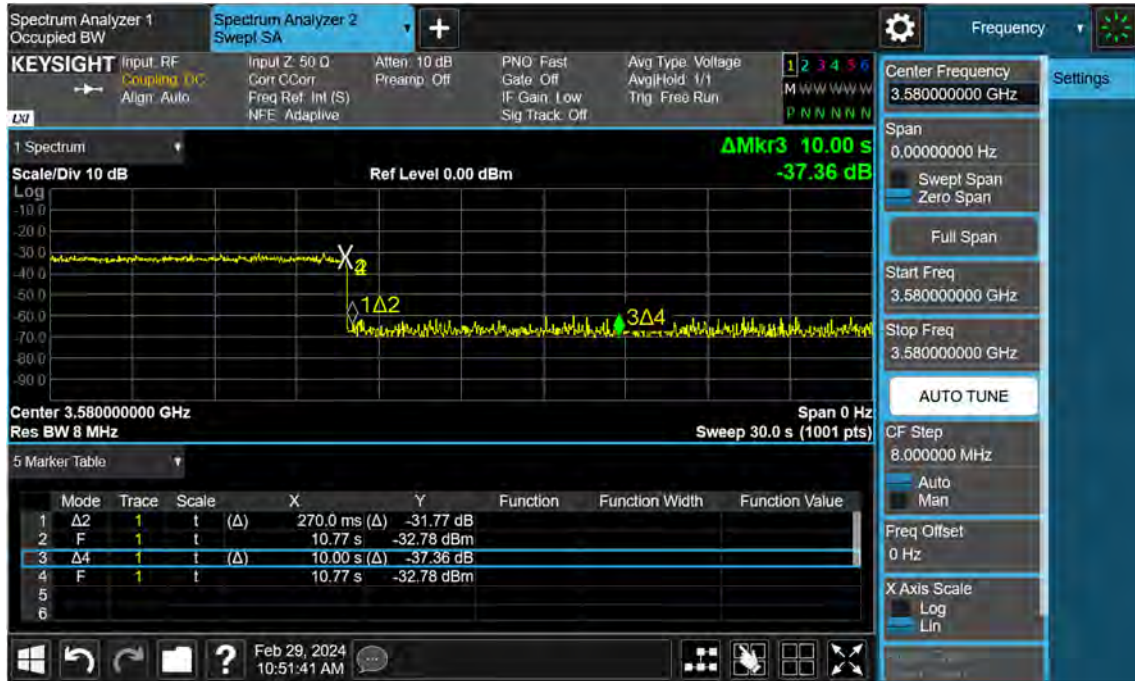 Spectrum Analyzer 1
Occupied BW
Spectrum Analyzer 2
Swept SA
+
Frequency
KEYSIGHT
LXI
Input: RF
Coupling: DC
Align: Auto
Input Z: 50 Ω
Corr CCorr
Freq Ref: Int (S)
NFE: Adaptive
Atten: 10 dB
Preamp: Off
PNO: Fast
Gate: Off
IF Gain: Low
Sig Track: Off
Avg Type: Voltage
Avg|Hold: 1/1
Trig: Free Run
1 2 3 4 5 6
M W W W W W
P N N N N N
1 Spectrum
ΔMkr3 10.00 s
-37.36 dB
Scale/Div 10 dB
Ref Level 0.00 dBm
Log
-10.0
-20.0
-30.0
-40.0
-50.0
-60.0
-70.0
-80.0
-90.0
1Δ2
3Δ4
Center 3.580000000 GHz
Span 0 Hz
Res BW 8 MHz
Sweep 30.0 s (1001 pts)
5 Marker Table
Mode Trace Scale X Y Function Function Width Function Value
1 Δ2 1 t (Δ) 270.0 ms (Δ) -31.77 dB
2 F 1 t 10.77 s -32.78 dBm
3 Δ4 1 t (Δ) 10.00 s (Δ) -37.36 dB
4 F 1 t 10.77 s -32.78 dBm
5
6
?
Feb 29, 2024
10:51:41 AM
Center Frequency
3.580000000 GHz
Settings
Span
0.00000000 Hz
Swept Span
Zero Span
Full Span
Start Freq
3.580000000 GHz
Stop Freq
3.580000000 GHz
AUTO TUNE
CF Step
8.000000 MHz
Auto
Man
Freq Offset
0 Hz
X Axis Scale
Log
Lin